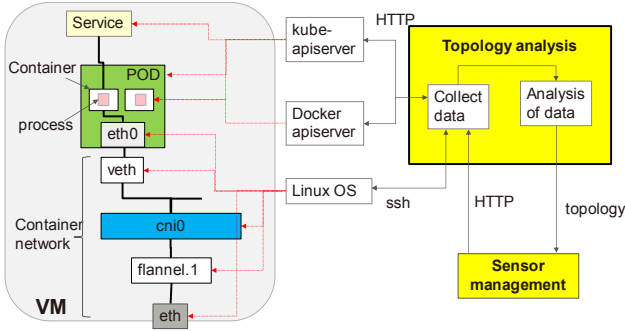 Service
Container
POD
process
eth0
veth
Container
network
cni0
flannel.1
eth
VM
kube-
apiserver
HTTP
Docker
apiserver
Linux OS
ssh
Topology analysis
Collect
data
Analysis
of data
HTTP
topology
Sensor
management